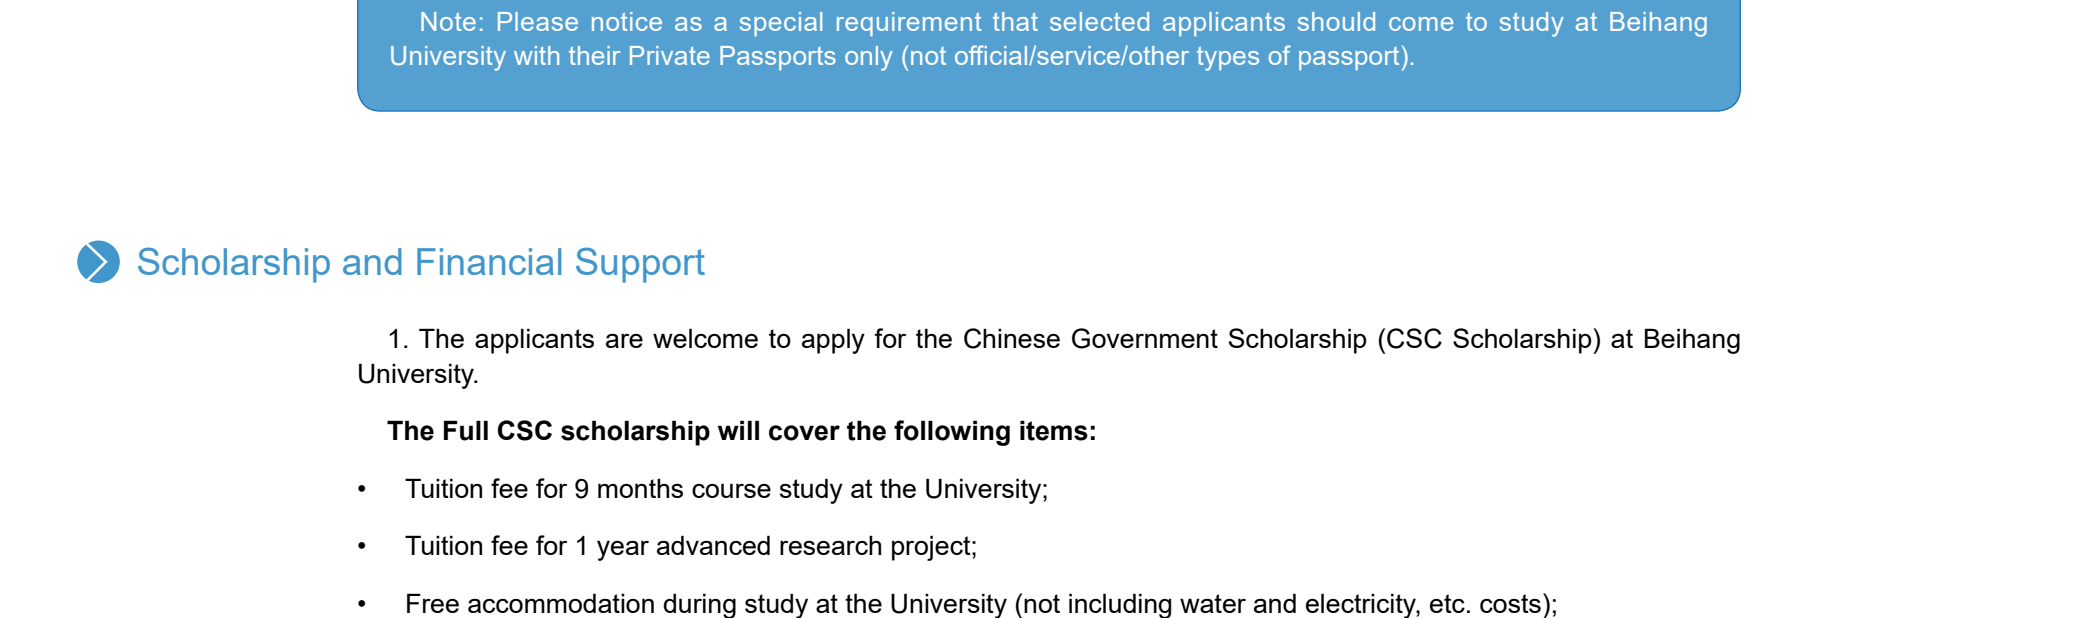 Note: Please notice as a special requirement that selected applicants should come to study at Beihang
University with their Private Passports only (not official/service/other types of passport).
Scholarship and Financial Support
1. The applicants are welcome to apply for the Chinese Government Scholarship (CSC Scholarship) at Beihang
University.
The Full CSC scholarship will cover the following items:
• Tuition fee for 9 months course study at the University;
• Tuition fee for 1 year advanced research project;
• Free accommodation during study at the University (not including water and electricity, etc. costs);